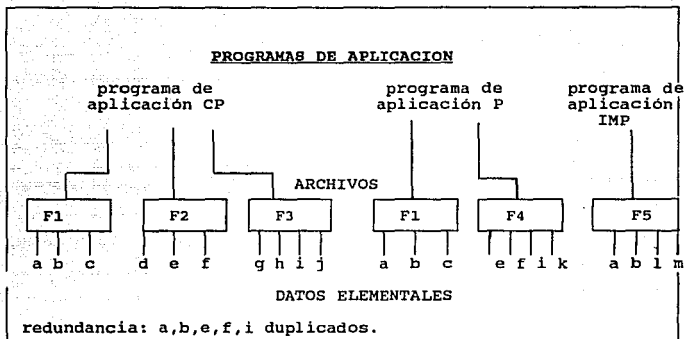 PROGRAMAS DE APLICACION
programa de aplicación CP
programa de aplicación P
programa de aplicación IMP
ARCHIVOS
F1 F2 F3 F1 F4 F5
a b c d e f g h i j a b c e f i k a b l m
DATOS ELEMENTALES
redundancia: a,b,e,f,i duplicados.